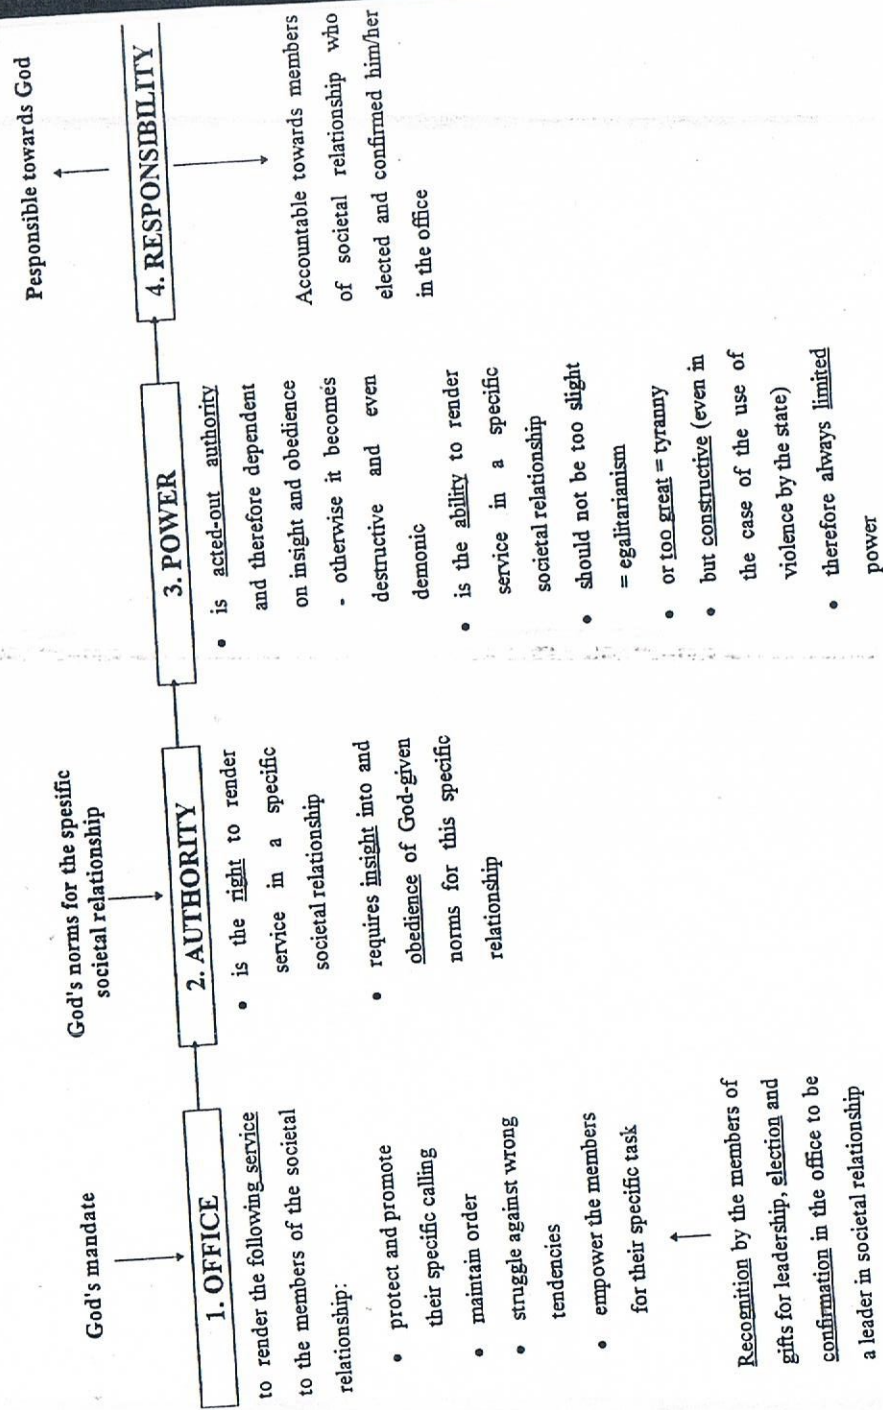 God's mandate
1. OFFICE
to render the following service
to the members of the societal
relationship:
• protect and promote
their specific calling
• maintain order
• struggle against wrong
tendencies
• empower the members
for their specific task
Recognition by the members of
gifts for leadership, election and
confirmation in the office to be
a leader in societal relationship
God's norms for the spesific
societal relationship
2. AUTHORITY
• is the right to render
service in a specific
societal relationship
• requires insight into and
obedience of God-given
norms for this specific
relationship
3. POWER
• is acted-out authority
and therefore dependent
on insight and obedience
- otherwise it becomes
destructive and even
demonic
• is the ability to render
service in a specific
societal relationship
• should not be too slight
= egalitarianism
• or too great = tyranny
• but constructive (even in
the case of the use of
violence by the state)
• therefore always limited
power
Pesponsible towards God
4. RESPONSIBILITY
Accountable towards members
of societal relationship who
elected and confirmed him/her
in the office